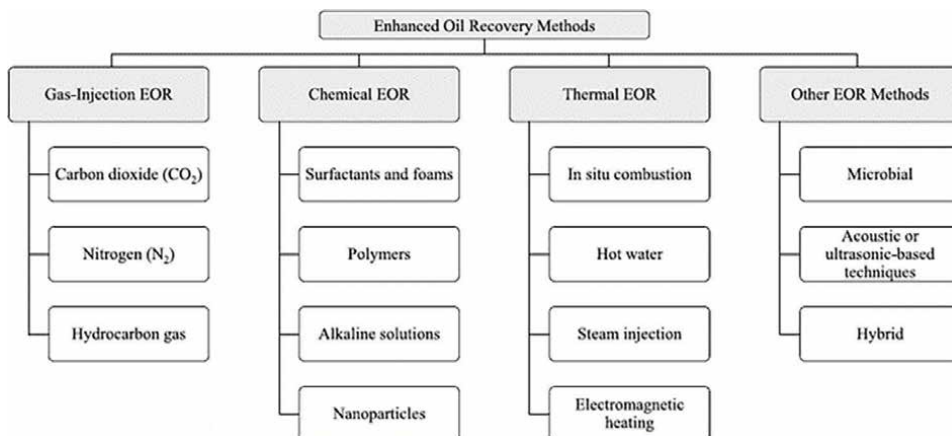 Enhanced Oil Recovery Methods
Gas-Injection EOR
Carbon dioxide (CO₂)
Nitrogen (N₂)
Hydrocarbon gas
Chemical EOR
Surfactants and foams
Polymers
Alkaline solutions
Nanoparticles
Thermal EOR
In situ combustion
Hot water
Steam injection
Electromagnetic
heating
Other EOR Methods
Microbial
Acoustic or
ultrasonic-based
techniques
Hybrid